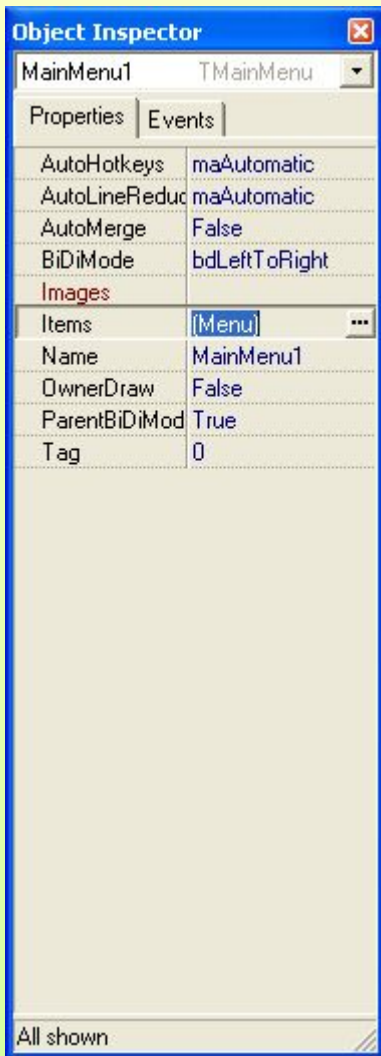 Object Inspector
MainMenu1 TMainMenu
Properties Events
AutoHotkeys maAutomatic
AutoLineReduc maAutomatic
AutoMerge False
BiDiMode bdLeftToRight
Images
Items (Menu) ...
Name MainMenu1
OwnerDraw False
ParentBiDiMod True
Tag 0
All shown